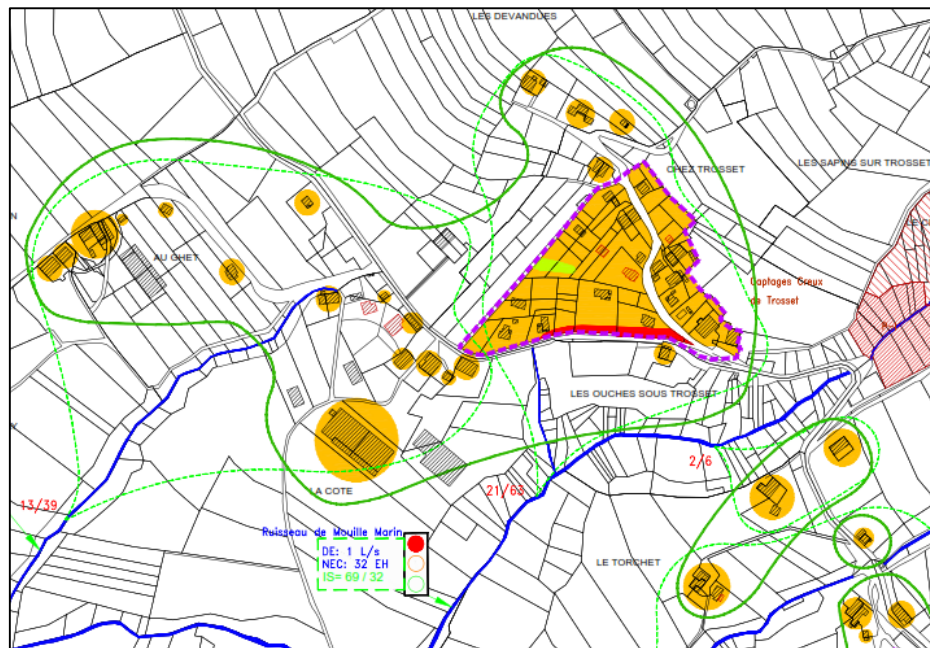 LES DEVANDUES
CHEZ TROSSET
LES SAPINS SUR TROSSET
N
AU GHET
Captages Creux
de Trosset
LES OUCHES SOUS TROSSET
2/6
21/63
13/39
LA COTE
Ruisseau de Mouille Marin
DE: 1 L/s
NEC: 32 EH
IS= 69 / 32
LE TORCHET